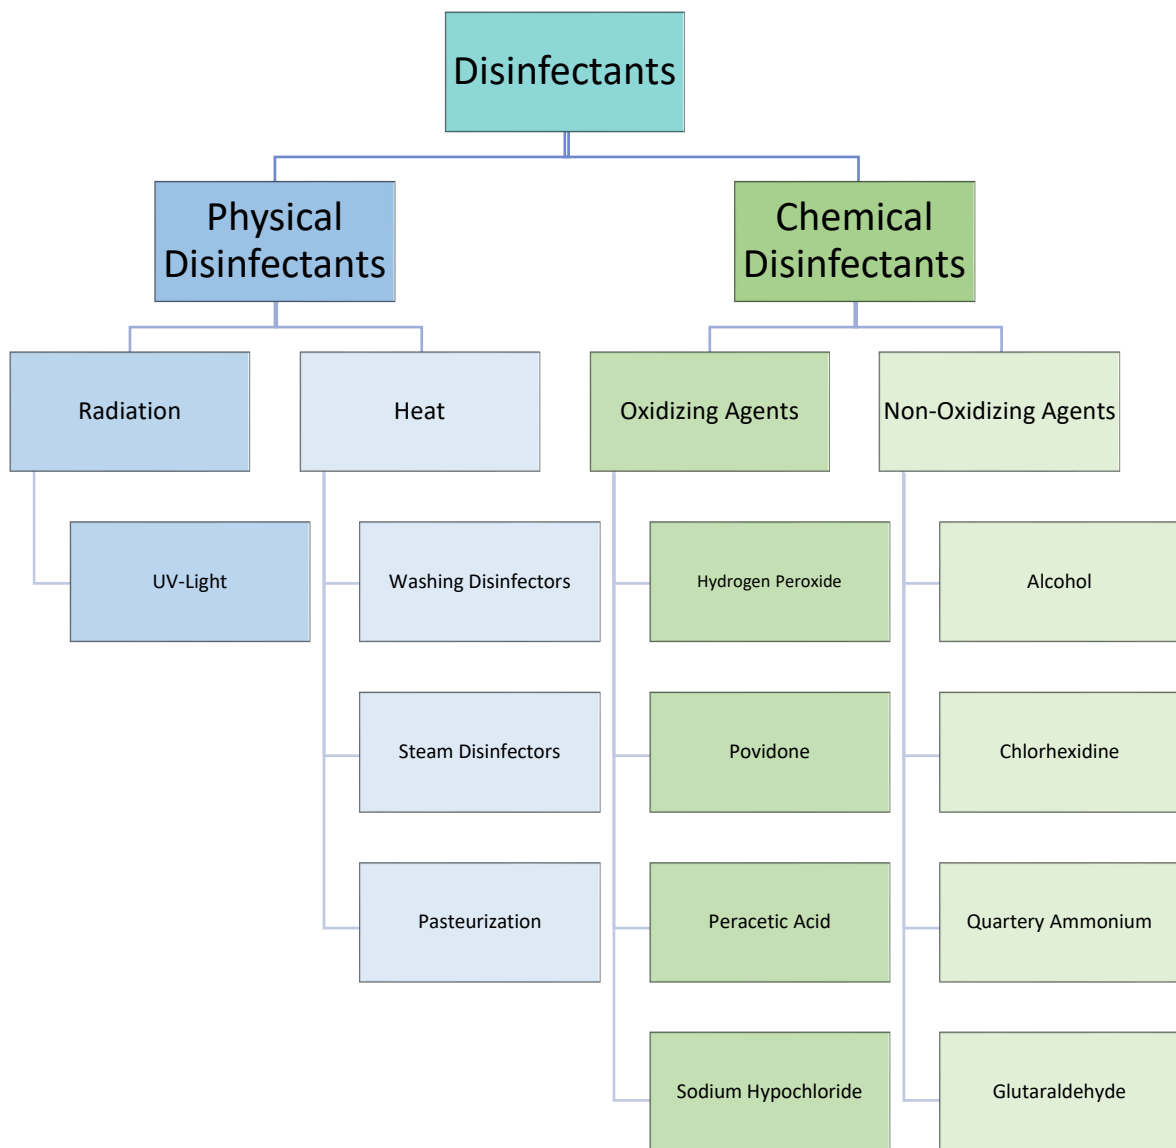 Disinfectants
Physical
Disinfectants
Chemical
Disinfectants
Radiation
Heat
Oxidizing Agents
Non-Oxidizing Agents
UV-Light
Washing Disinfectors
Hydrogen Peroxide
Alcohol
Steam Disinfectors
Povidone
Chlorhexidine
Pasteurization
Peracetic Acid
Quartery Ammonium
Sodium Hypochloride
Glutaraldehyde